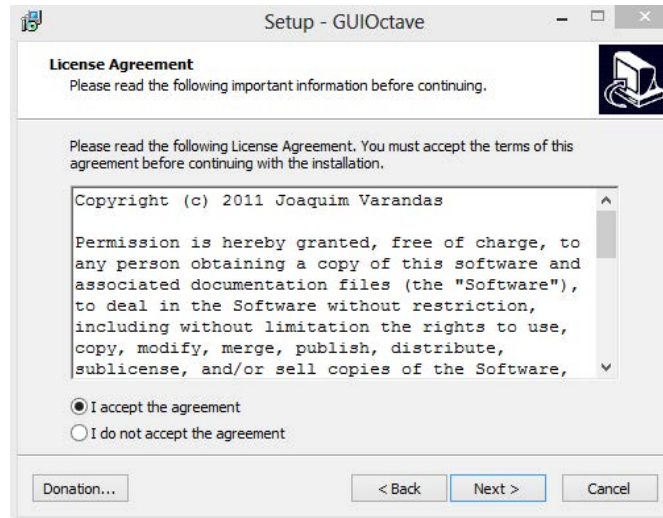 Setup - GUIOctave
License Agreement
Please read the following important information before continuing.
Please read the following License Agreement. You must accept the terms of this
agreement before continuing with the installation.
Copyright (c) 2011 Joaquim Varandas
Permission is hereby granted, free of charge, to
any person obtaining a copy of this software and
associated documentation files (the "Software"),
to deal in the Software without restriction,
including without limitation the rights to use,
copy, modify, merge, publish, distribute,
sublicense, and/or sell copies of the Software,
I accept the agreement
I do not accept the agreement
Donation... < Back Next > Cancel